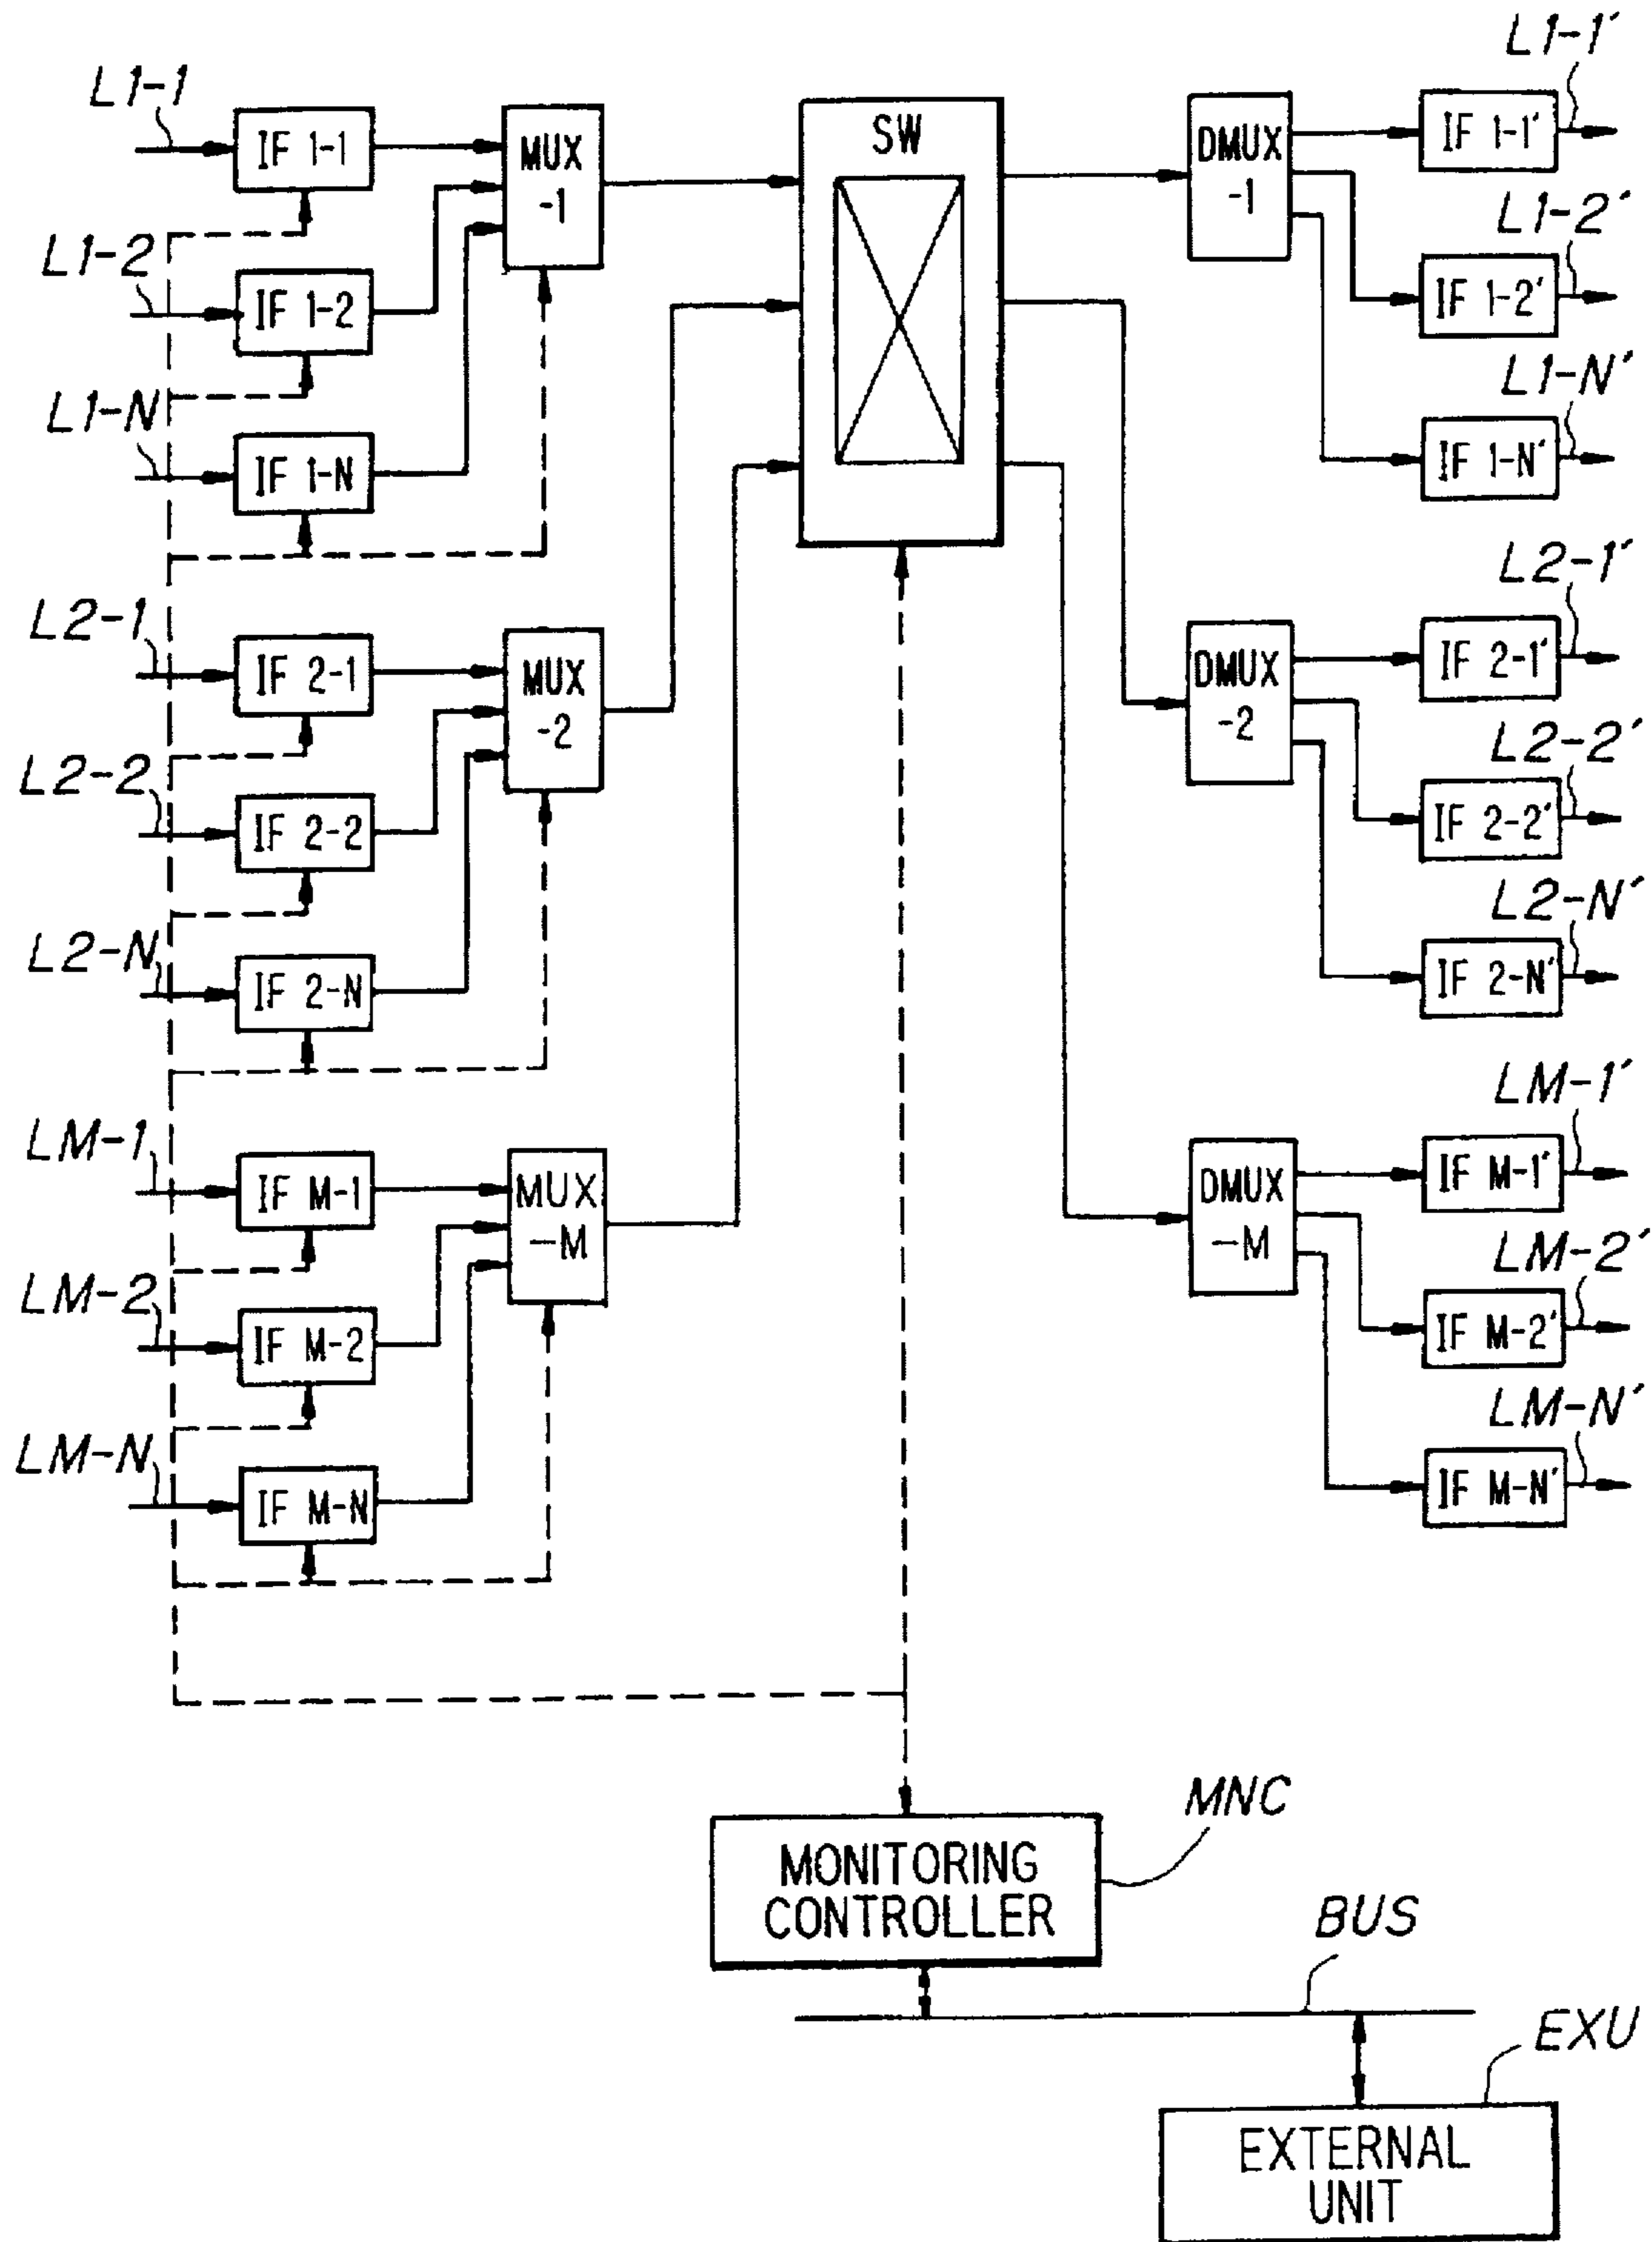 L1-1
IF 1-1
L1-2
IF 1-2
L1-N
IF 1-N
MUX
-1
L2-1
IF 2-1
L2-2
IF 2-2
L2-N
IF 2-N
MUX
-2
LM-1
IF M-1
LM-2
IF M-2
LM-N
IF M-N
MUX
-M
SW
DMUX
-1
L1-1'
IF 1-1'
L1-2'
IF 1-2'
L1-N'
IF 1-N'
DMUX
-2
L2-1'
IF 2-1'
L2-2'
IF 2-2'
L2-N'
IF 2-N'
DMUX
-M
LM-1'
IF M-1'
LM-2'
IF M-2'
LM-N'
IF M-N'
MNC
MONITORING
CONTROLLER
BUS
EXU
EXTERNAL
UNIT